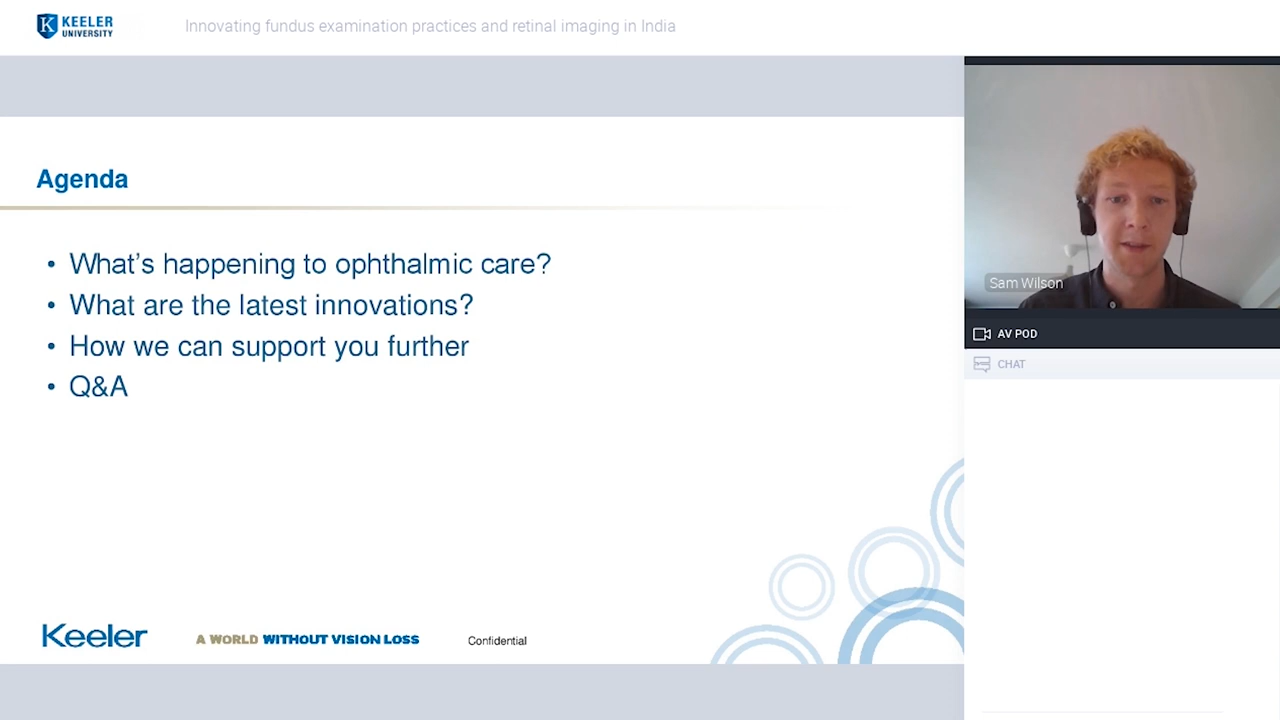 KEELER
UNIVERSITY
Innovating fundus examination practices and retinal imaging in India
Agenda
• What's happening to ophthalmic care?
• What are the latest innovations?
• How we can support you further
• Q&A
Keeler
A WORLD WITHOUT VISION LOSS
Confidential
Sam Wilson
AV POD
CHAT